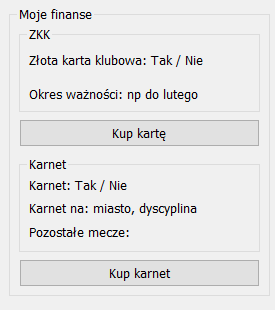 Moje finanse
ZKK
Złota karta klubowa: Tak / Nie
Okres ważności: np do lutego
Kup kartę
Karnet
Karnet: Tak / Nie
Karnet na: miasto, dyscyplina
Pozostałe mecze:
Kup karnet